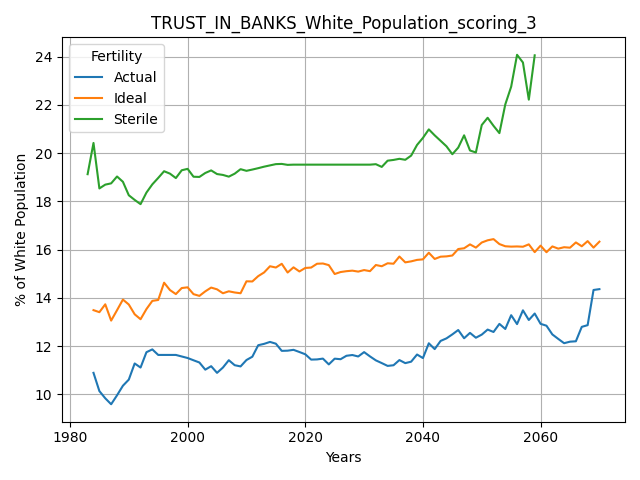 TRUST_IN_BANKS_White_Population_scoring_3
Fertility
Actual
Ideal
Sterile
% of White Population
24
22
20
18
16
14
12
10
1980
2000
2020
2040
2060
Years